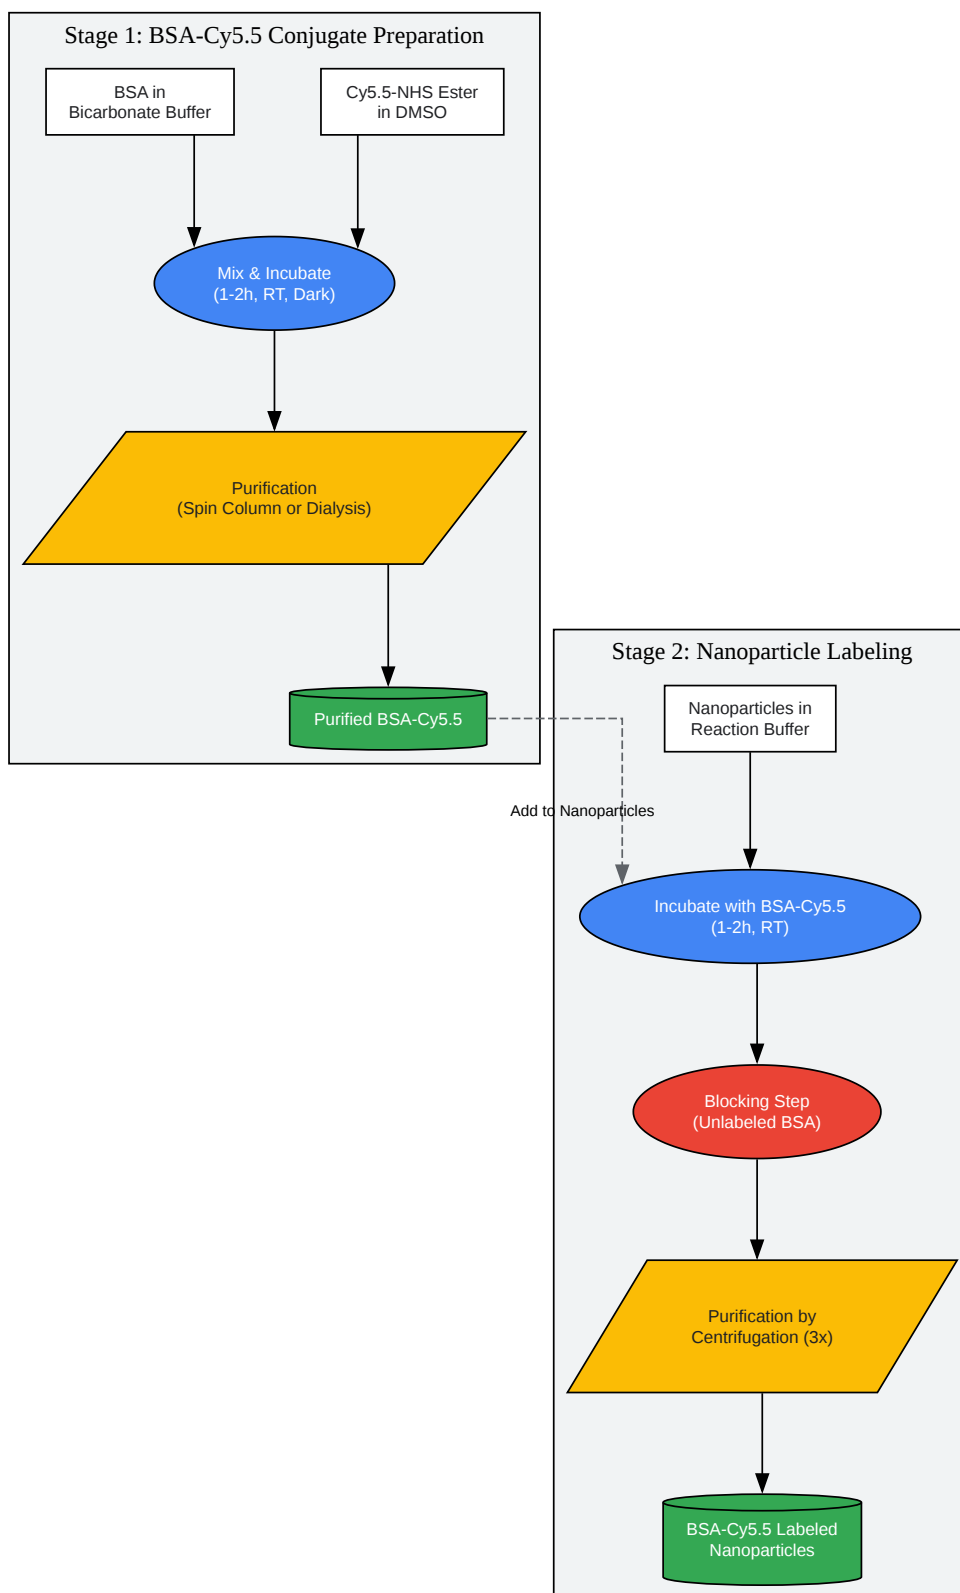 Stage 1: BSA-Cy5.5 Conjugate Preparation
BSA in
Bicarbonate Buffer
Cy5.5-NHS Ester
in DMSO
Mix & Incubate
(1-2h, RT, Dark)
Purification
(Spin Column or Dialysis)
Purified BSA-Cy5.5
Stage 2: Nanoparticle Labeling
Nanoparticles in
Reaction Buffer
Add to Nanoparticles
Incubate with BSA-Cy5.5
(1-2h, RT)
Blocking Step
(Unlabeled BSA)
Purification by
Centrifugation (3x)
BSA-Cy5.5 Labeled
Nanoparticles